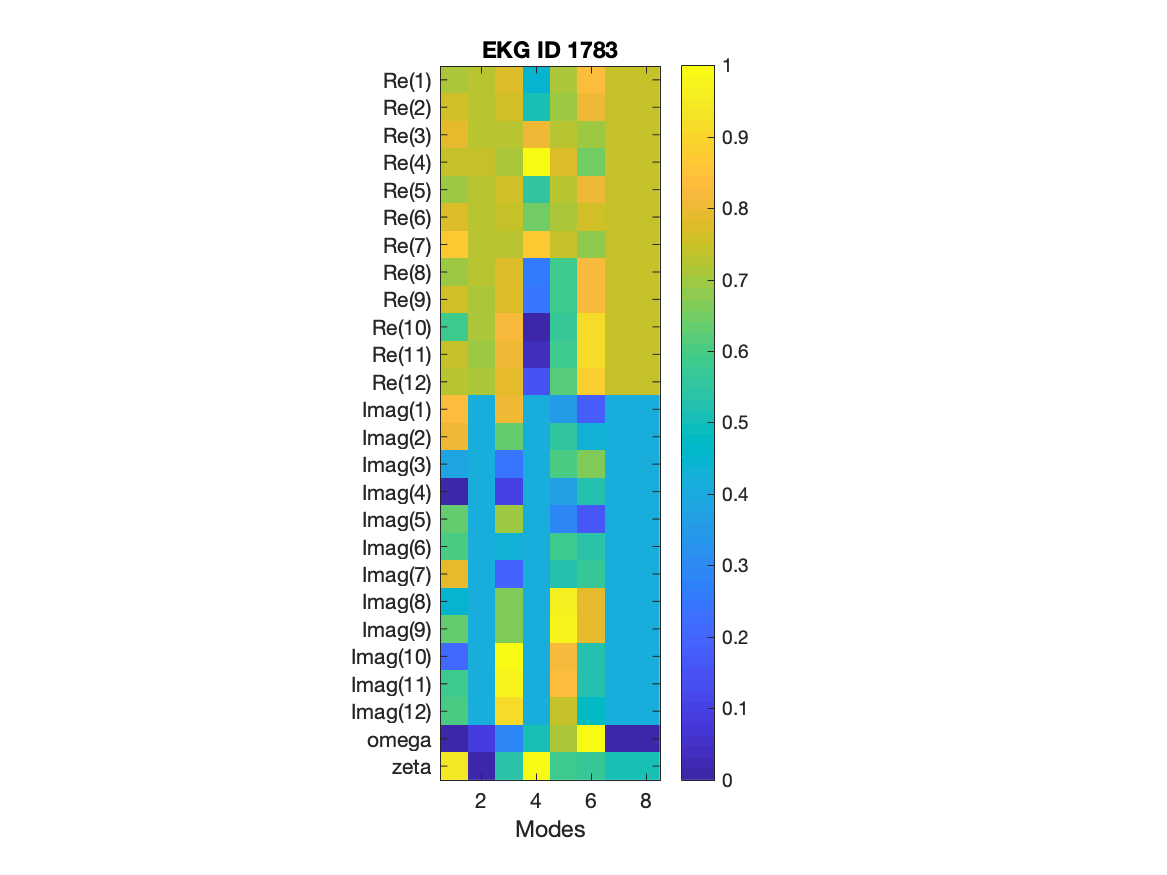 EKG ID 1783
Re(1)
Re(2)
Re(3)
Re(4)
Re(5)
Re(6)
Re(7)
Re(8)
Re(9)
Re(10)
Re(11)
Re(12)
Imag(1)
Imag(2)
Imag(3)
Imag(4)
Imag(5)
Imag(6)
Imag(7)
Imag(8)
Imag(9)
Imag(10)
Imag(11)
Imag(12)
omega
zeta
2 4 6 8
Modes
1
0.9
0.8
0.7
0.6
0.5
0.4
0.3
0.2
0.1
0